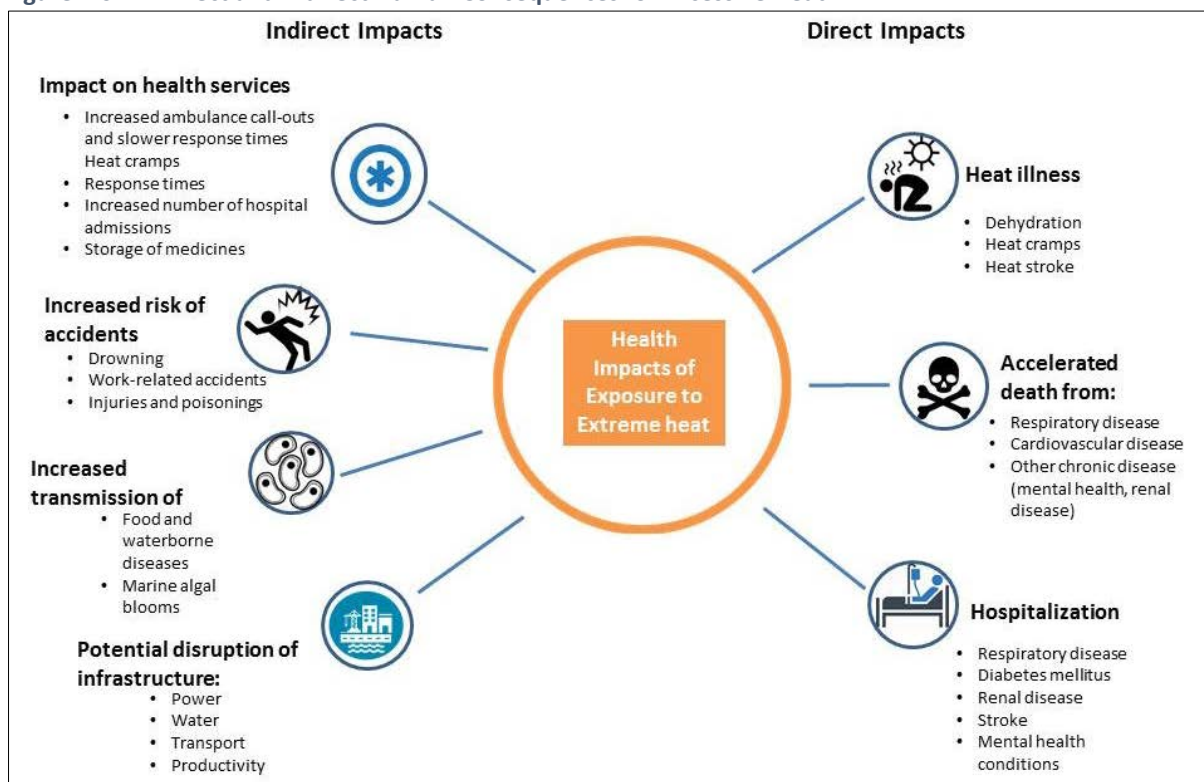 Indirect Impacts
Direct Impacts
Impact on health services
• Increased ambulance call-outs
and slower response times
Heat cramps
• Response times
• Increased number of hospital
admissions
• Storage of medicines
Increased risk of
accidents
• Drowning
• Work-related accidents
• Injuries and poisonings
Increased
transmission of
• Food and
waterborne
diseases
• Marine algal
blooms
Potential disruption of
infrastructure:
• Power
• Water
• Transport
• Productivity
Health
Impacts of
Exposure to
Extreme heat
Heat illness
• Dehydration
• Heat cramps
• Heat stroke
Accelerated
death from:
• Respiratory disease
• Cardiovascular disease
• Other chronic disease
(mental health, renal
disease)
Hospitalization
• Respiratory disease
• Diabetes mellitus
• Renal disease
• Stroke
• Mental health
conditions